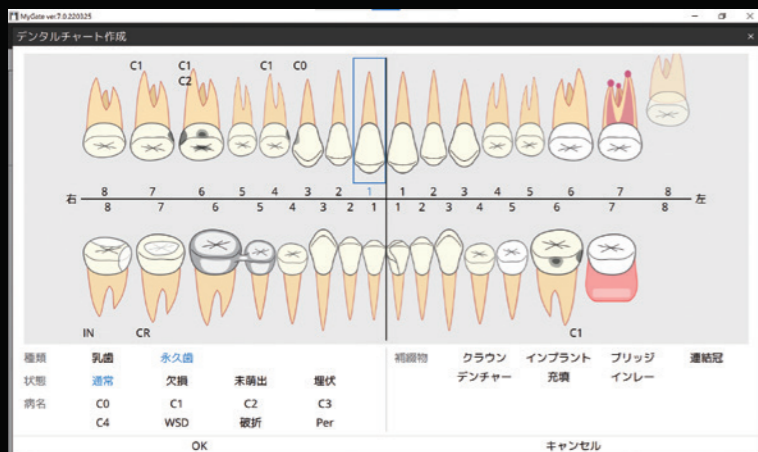 MyGate ver.7.0.220325
デンタルチャート作成
C1 C1 C1 C0
C2
8 7 6 5 4 3 2 1 1 2 3 4 5 6 7 8
右 左
8 7 6 5 4 3 2 1 1 2 3 4 5 6 7 8
IN CR C1
種類 乳歯 永久歯 補綴物 クラウン インプラント ブリッジ 連結冠
デンチャー 充填 インレー
状態 通常 欠損 未萌出 埋伏
病名 C0 C1 C2 C3
C4 WSD 破折 Per
OK キャンセル